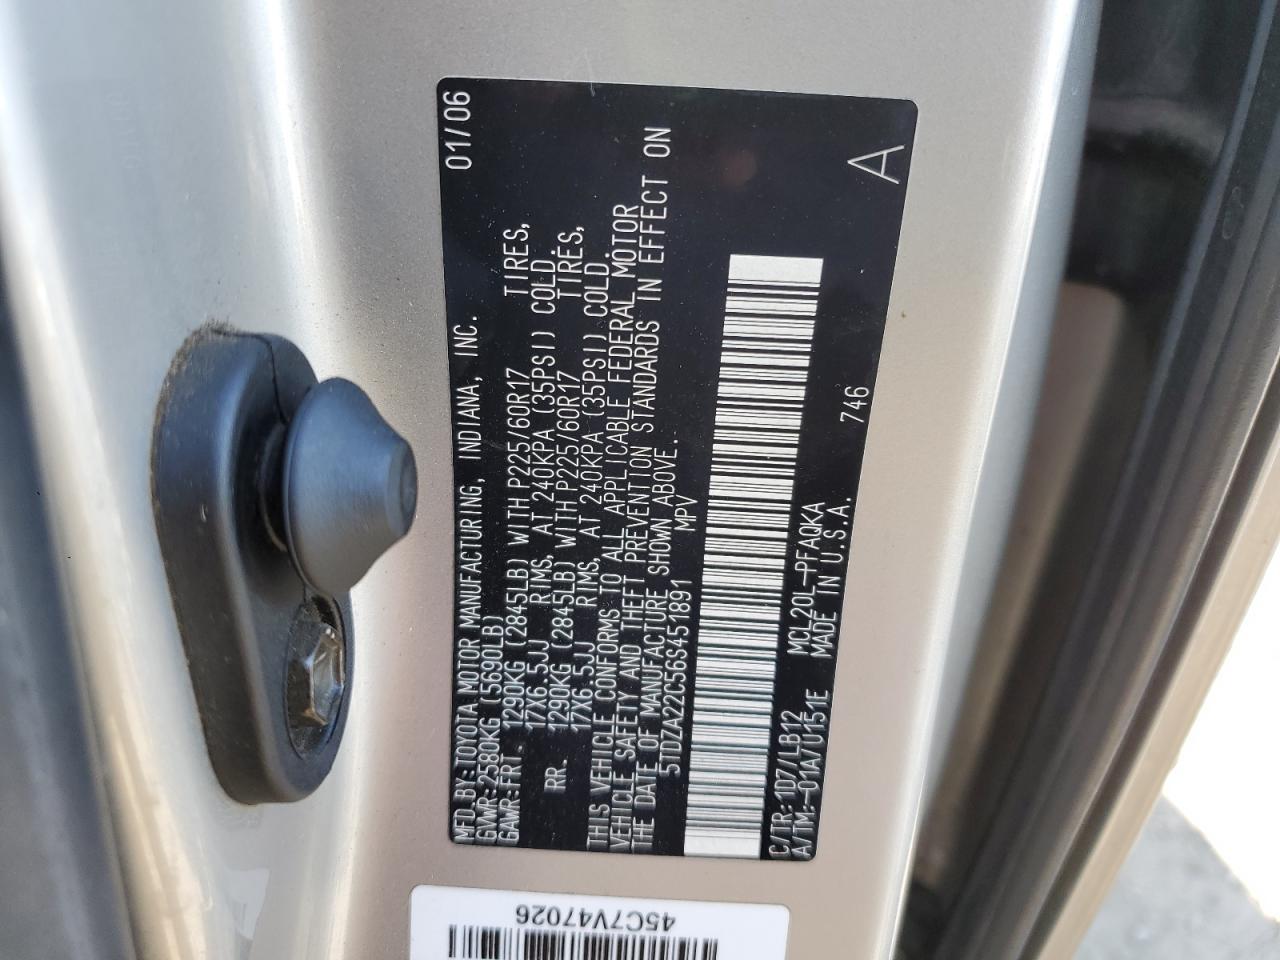 01/06
MFD.BY:TOYOTA MOTOR MANUFACTURING, INDIANA, INC.
GVWR:2580KG (5690LB)
GAWR:FRT. 1290KG (2845LB) WITH P225/60R17 TIRES,
17X6.5JJ RIMS, AT 240KPA (35PSI) COLD.
RR. 1290KG (2845LB) WITH P225/60R17 TIRES,
17X6.5JJ RIMS, AT 240KPA (35PSI) COLD.
THIS VEHICLE CONFORMS TO ALL APPLICABLE FEDERAL MOTOR
VEHICLE SAFETY AND THEFT PREVENTION STANDARDS IN EFFECT ON
THE DATE OF MANUFACTURE SHOWN ABOVE.
5TDZA22C56S451891 MPV
C/TR:1D7/LB12 MCL20L-PFAQKA 746
A/TM:-01A/U151E MADE IN U.S.A.
A
45C7V47026